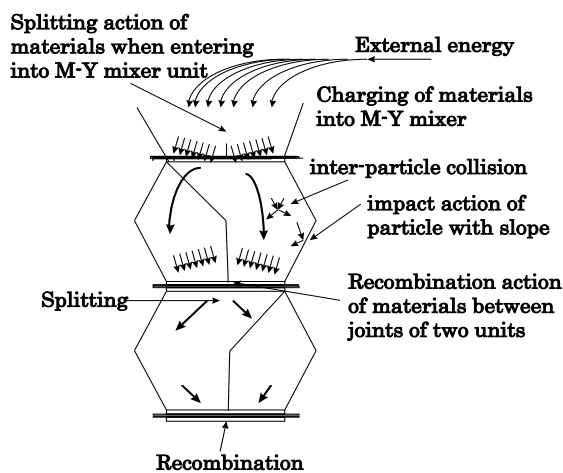 Splitting action of
materials when entering
into M-Y mixer unit
External energy
Charging of materials
into M-Y mixer
inter-particle collision
impact action of
particle with slope
Recombination action
of materials between
joints of two units
Splitting
Recombination